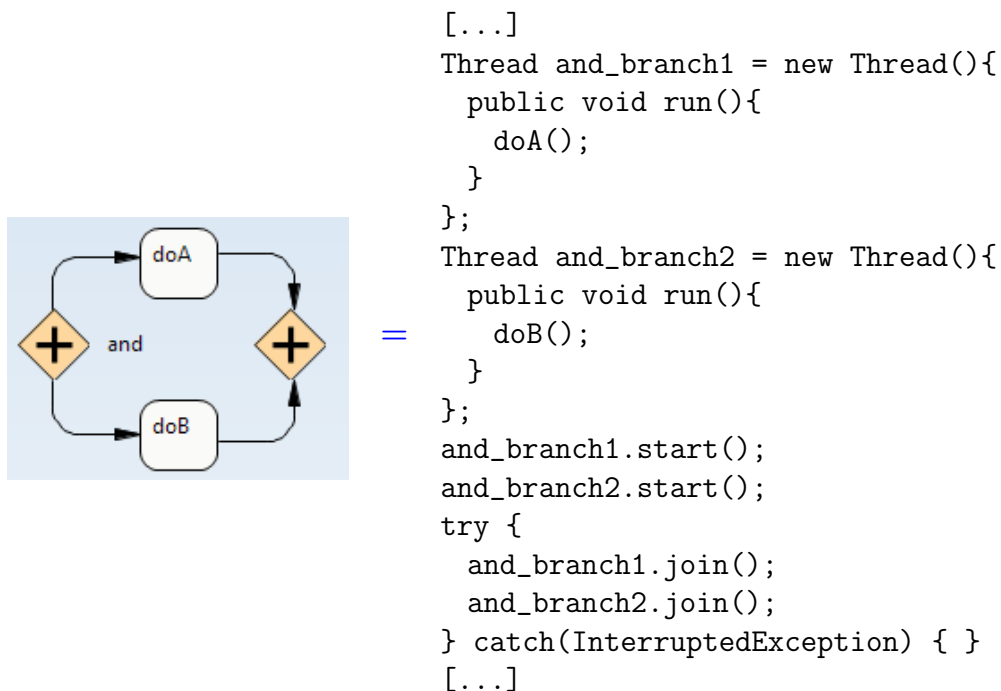 doA
and
doB
=
[...]
Thread and_branch1 = new Thread(){
  public void run(){
    doA();
  }
};
Thread and_branch2 = new Thread(){
  public void run(){
    doB();
  }
};
and_branch1.start();
and_branch2.start();
try {
  and_branch1.join();
  and_branch2.join();
} catch(InterruptedException) { }
[...]